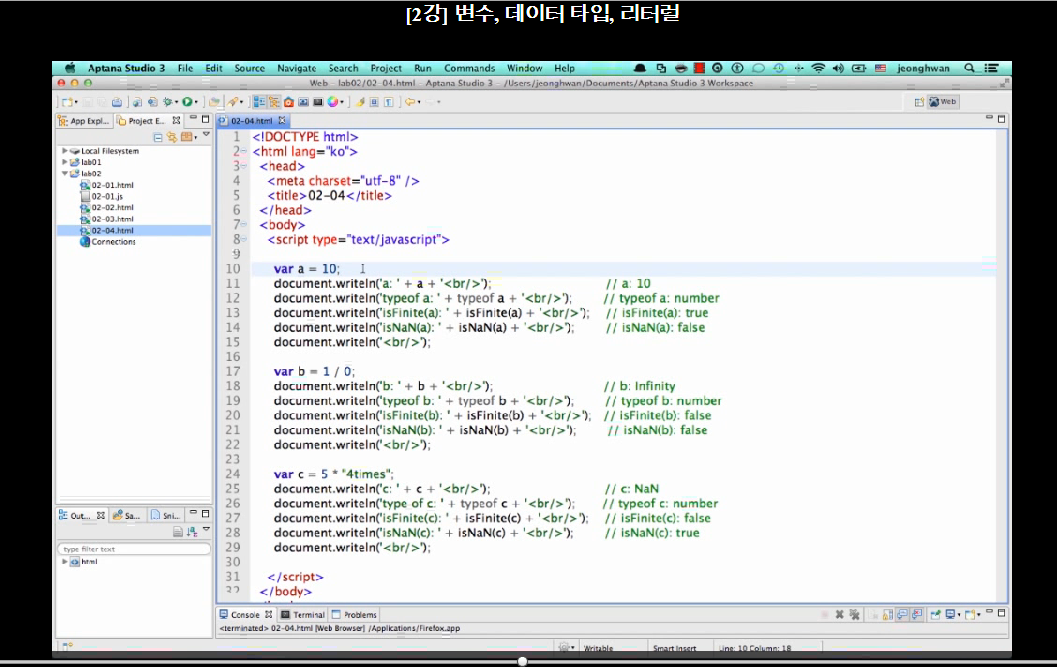 [2강] 변수, 데이터 타입, 리터럴
Aptana Studio 3 File Edit Source Navigate Search Project Run Commands Window Help jeonghwan
Web - lab02/02-04.html - Aptana Studio 3 - /Users/jeonghwan/Documents/Aptana Studio 3 Workspace
Web
App Expl... Project E...
Local Filesystem
lab01
lab02
02-01.html
02-01.js
02-02.html
02-03.html
02-04.html
Connections
02-04.html
1 <!DOCTYPE html>
2 <html lang="ko">
3 <head>
4 <meta charset="utf-8" />
5 <title>02-04</title>
6 </head>
7 <body>
8 <script type="text/javascript">
9
10 var a = 10;
11 document.writeln('a: ' + a + '<br/>'); // a: 10
12 document.writeln('typeof a: ' + typeof a + '<br/>'); // typeof a: number
13 document.writeln('isFinite(a): ' + isFinite(a) + '<br/>'); // isFinite(a): true
14 document.writeln('isNaN(a): ' + isNaN(a) + '<br/>'); // isNaN(a): false
15 document.writeln('<br/>');
16
17 var b = 1 / 0;
18 document.writeln('b: ' + b + '<br/>'); // b: Infinity
19 document.writeln('typeof b: ' + typeof b + '<br/>'); // typeof b: number
20 document.writeln('isFinite(b): ' + isFinite(b) + '<br/>'); // isFinite(b): false
21 document.writeln('isNaN(b): ' + isNaN(b) + '<br/>'); // isNaN(b): false
22 document.writeln('<br/>');
23
24 var c = 5 * "4times";
25 document.writeln('c: ' + c + '<br/>'); // c: NaN
26 document.writeln('type of c: ' + typeof c + '<br/>'); // typeof c: number
27 document.writeln('isFinite(c): ' + isFinite(c) + '<br/>'); // isFinite(c): false
28 document.writeln('isNaN(c): ' + isNaN(c) + '<br/>'); // isNaN(c): true
29 document.writeln('<br/>');
30
31 </script>
32 </body>
Out... Sa... Sni...
type filter text
html
Console Terminal Problems
<terminated> 02-04.html [Web Browser] /Applications/Firefox.app
Writable Smart Insert Line: 10 Column: 18